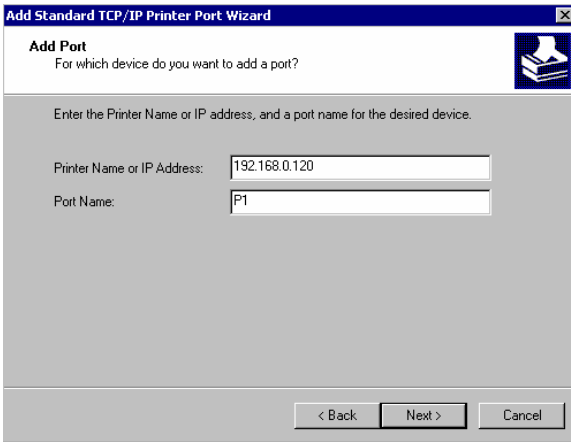 Add Standard TCP/IP Printer Port Wizard
Add Port
For which device do you want to add a port?
Enter the Printer Name or IP address, and a port name for the desired device.
Printer Name or IP Address: 192.168.0.120
Port Name: P1
< Back Next > Cancel